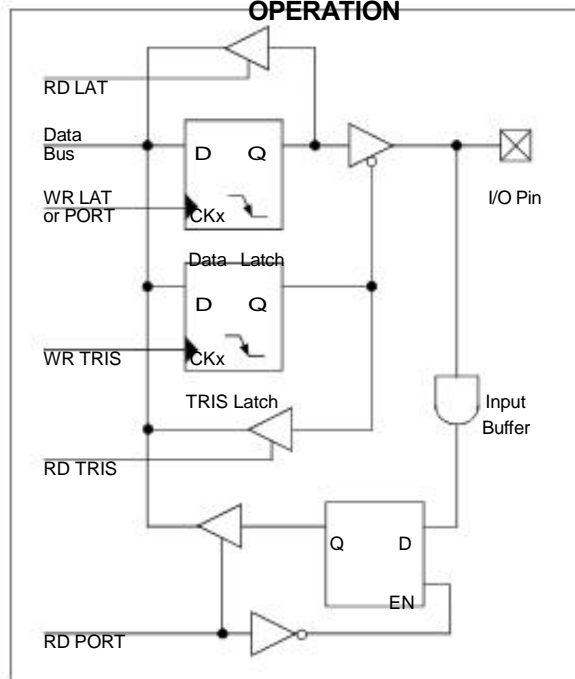 OPERATION
RD LAT
Data
Bus
D Q
WR LAT
or PORT
CKx
I/O Pin
Data Latch
D Q
WR TRIS
CKx
TRIS Latch
Input
Buffer
RD TRIS
Q D
EN
RD PORT